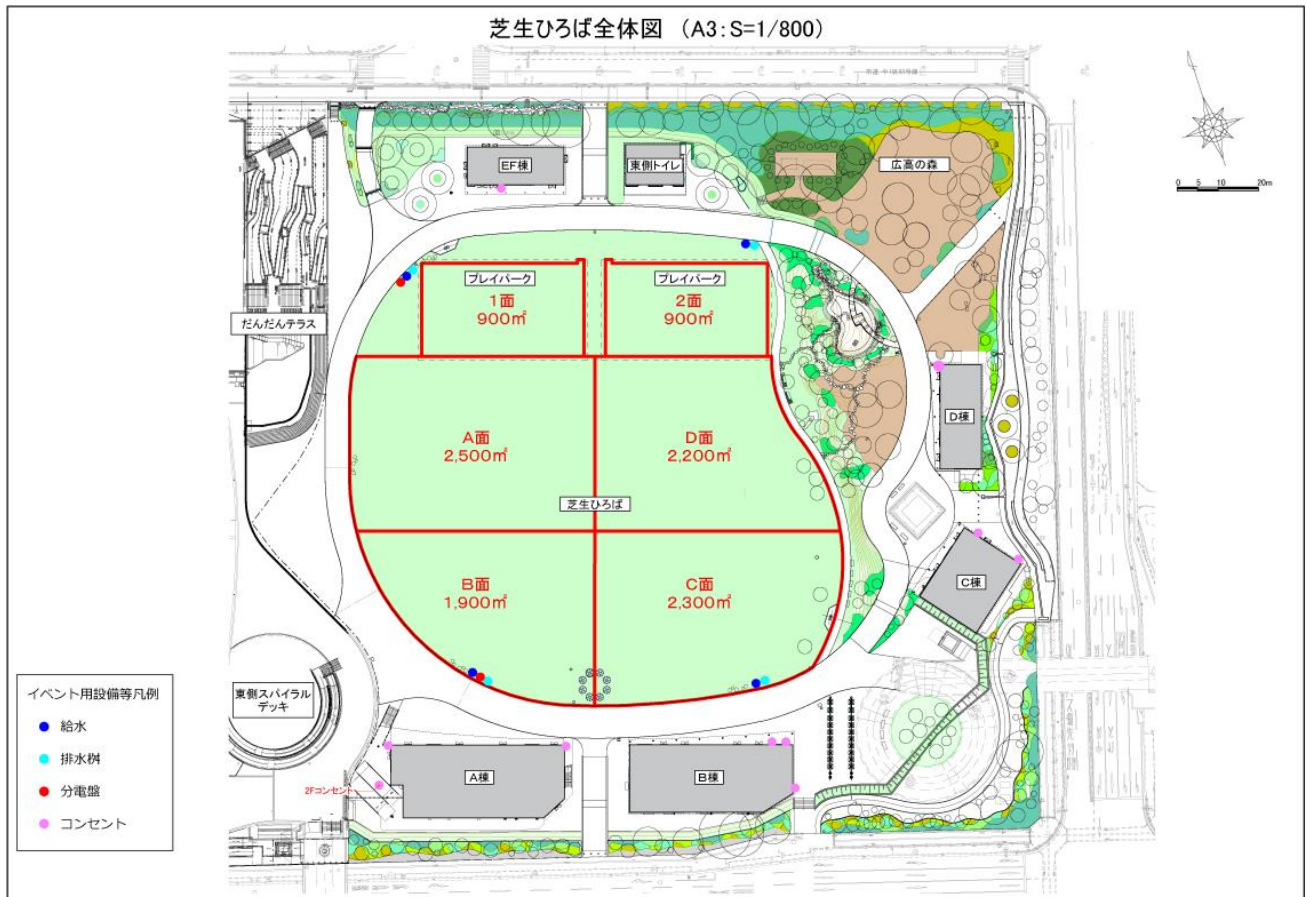 芝生ひろば全体図 （A3：S=1/800）
EF棟
東側トイレ
広高の森
0 5 10 20m
プレイパーク
1面
900㎡
プレイパーク
2面
900㎡
だんだんテラス
D棟
A面
2,500㎡
D面
2,200㎡
芝生ひろば
C棟
B面
1,900㎡
C面
2,300㎡
東側スパイラル
デッキ
イベント用設備等凡例
給水
排水桝
分電盤
コンセント
A棟
B棟
2Fコンセント